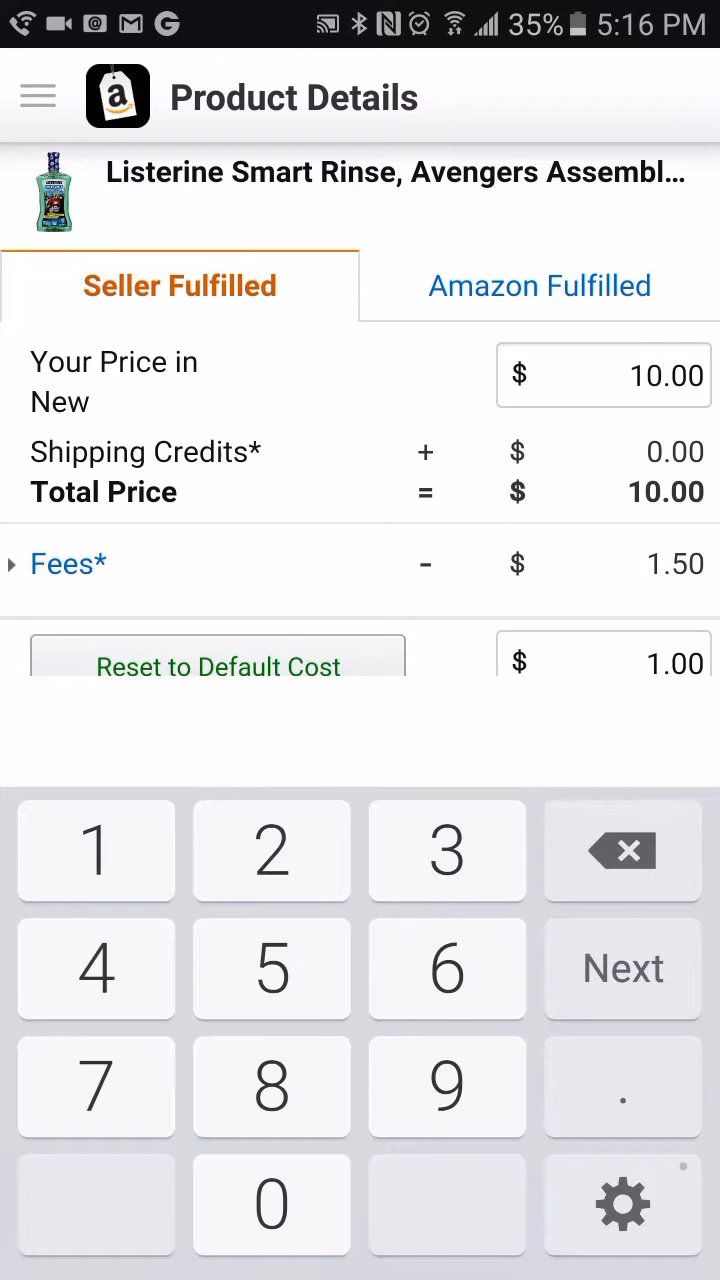 35% 5:16 PM
Product Details
Listerine Smart Rinse, Avengers Assembl...
Seller Fulfilled Amazon Fulfilled
Your Price in
New
$ 10.00
Shipping Credits* + $ 0.00
Total Price = $ 10.00
Fees* - $ 1.50
Reset to Default Cost $ 1.00
1 2 3
4 5 6 Next
7 8 9 .
0